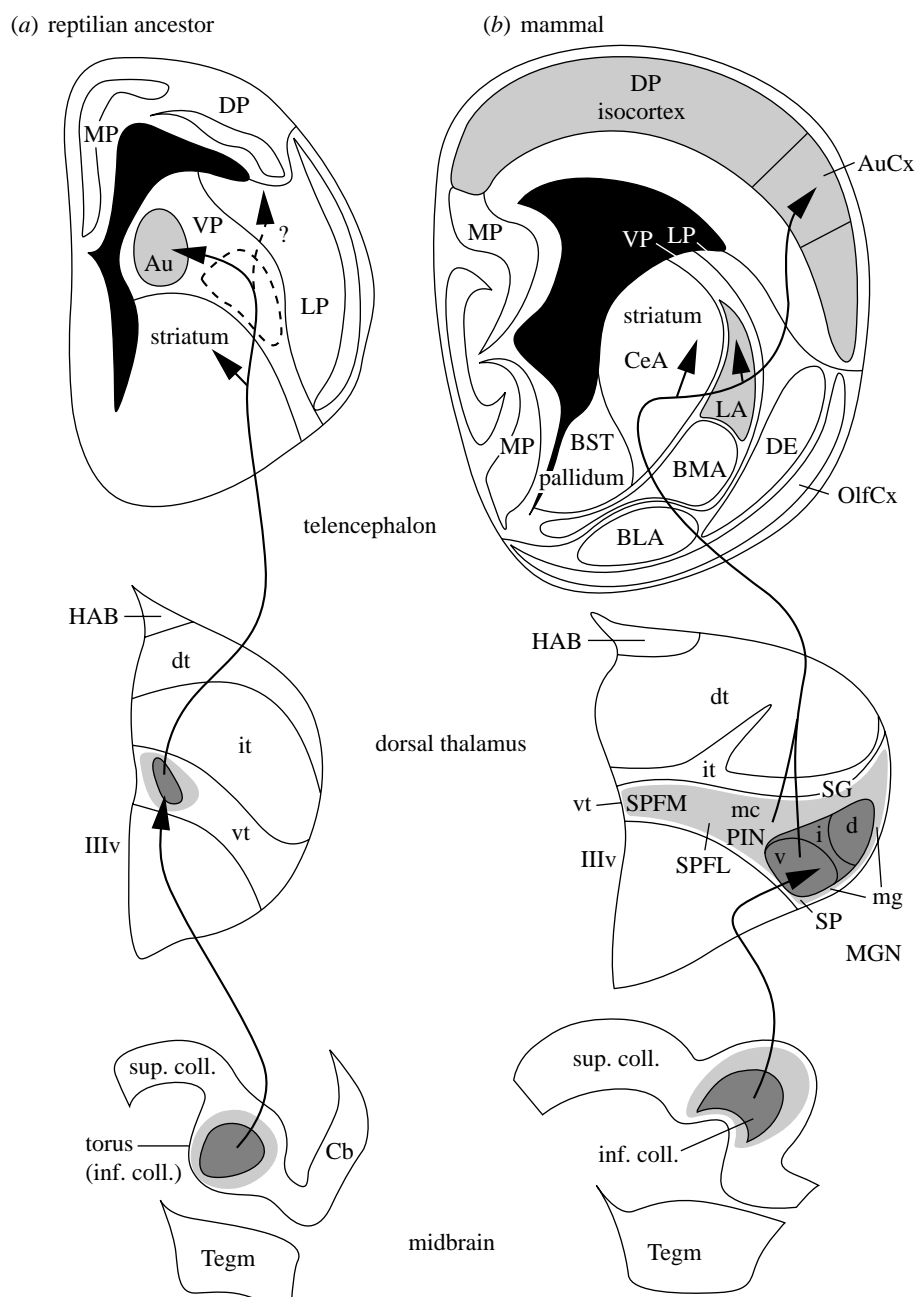 (a) reptilian ancestor
DP
MP
VP
?
Au
LP
striatum
(b) mammal
DP
isocortex
AuCx
MP
VP
LP
striatum
CeA
LA
MP
BST
pallidum
BMA
DE
OlfCx
BLA
telencephalon
HAB
dt
it
vt
IIIv
dorsal thalamus
HAB
dt
it
SG
vt
SPFM
mc
PIN
d
i
v
IIIv
SPFL
mg
SP
MGN
sup. coll.
torus
(inf. coll.)
Cb
Tegm
midbrain
sup. coll.
inf. coll.
Tegm